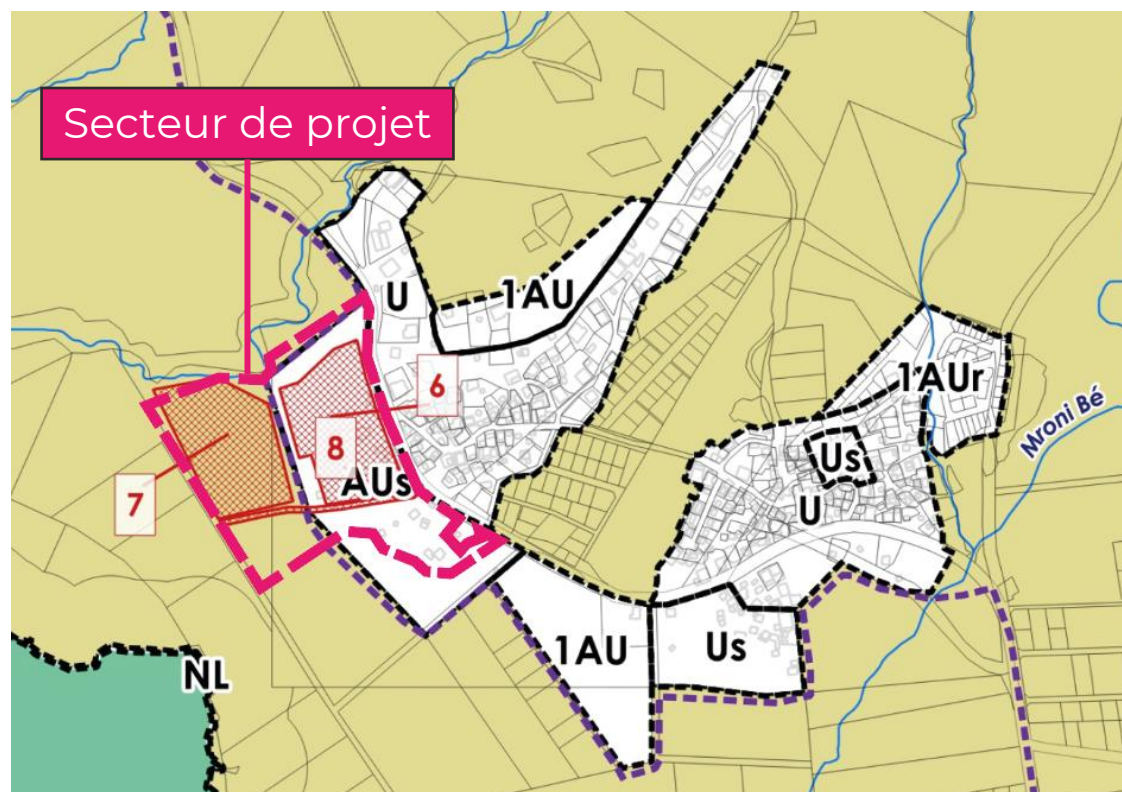 Secteur de projet
U
1AU
6
1AUr
8
Us
Mroni Bé
7
AUs
U
1AU
Us
NL